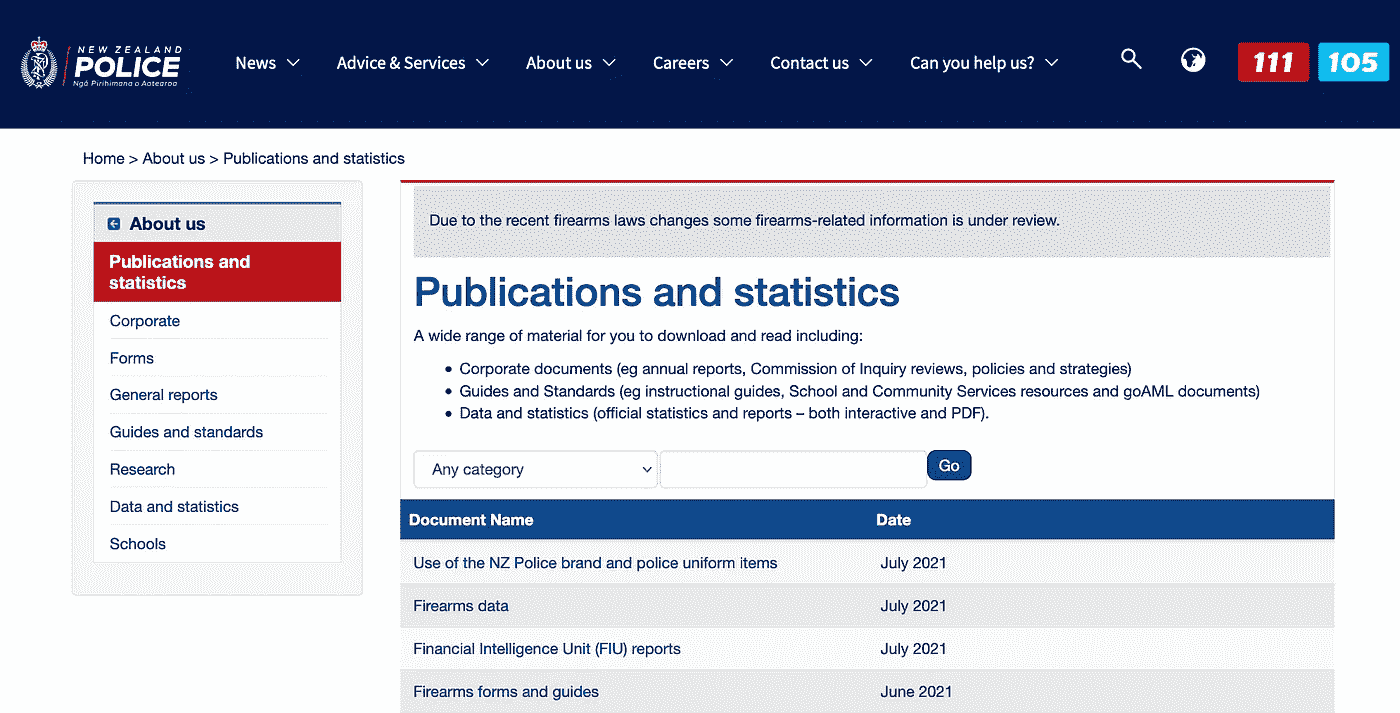 NEW ZEALAND
POLICE
Ngā Pirihimana o Aotearoa
News
Advice & Services
About us
Careers
Contact us
Can you help us?
111
105
Home > About us > Publications and statistics
About us
Publications and
statistics
Corporate
Forms
General reports
Guides and standards
Research
Data and statistics
Schools
Due to the recent firearms laws changes some firearms-related information is under review.
Publications and statistics
A wide range of material for you to download and read including:
• Corporate documents (eg annual reports, Commission of Inquiry reviews, policies and strategies)
• Guides and Standards (eg instructional guides, School and Community Services resources and goAML documents)
• Data and statistics (official statistics and reports – both interactive and PDF).
Any category
Go
Document Name Date
Use of the NZ Police brand and police uniform items July 2021
Firearms data July 2021
Financial Intelligence Unit (FIU) reports July 2021
Firearms forms and guides June 2021